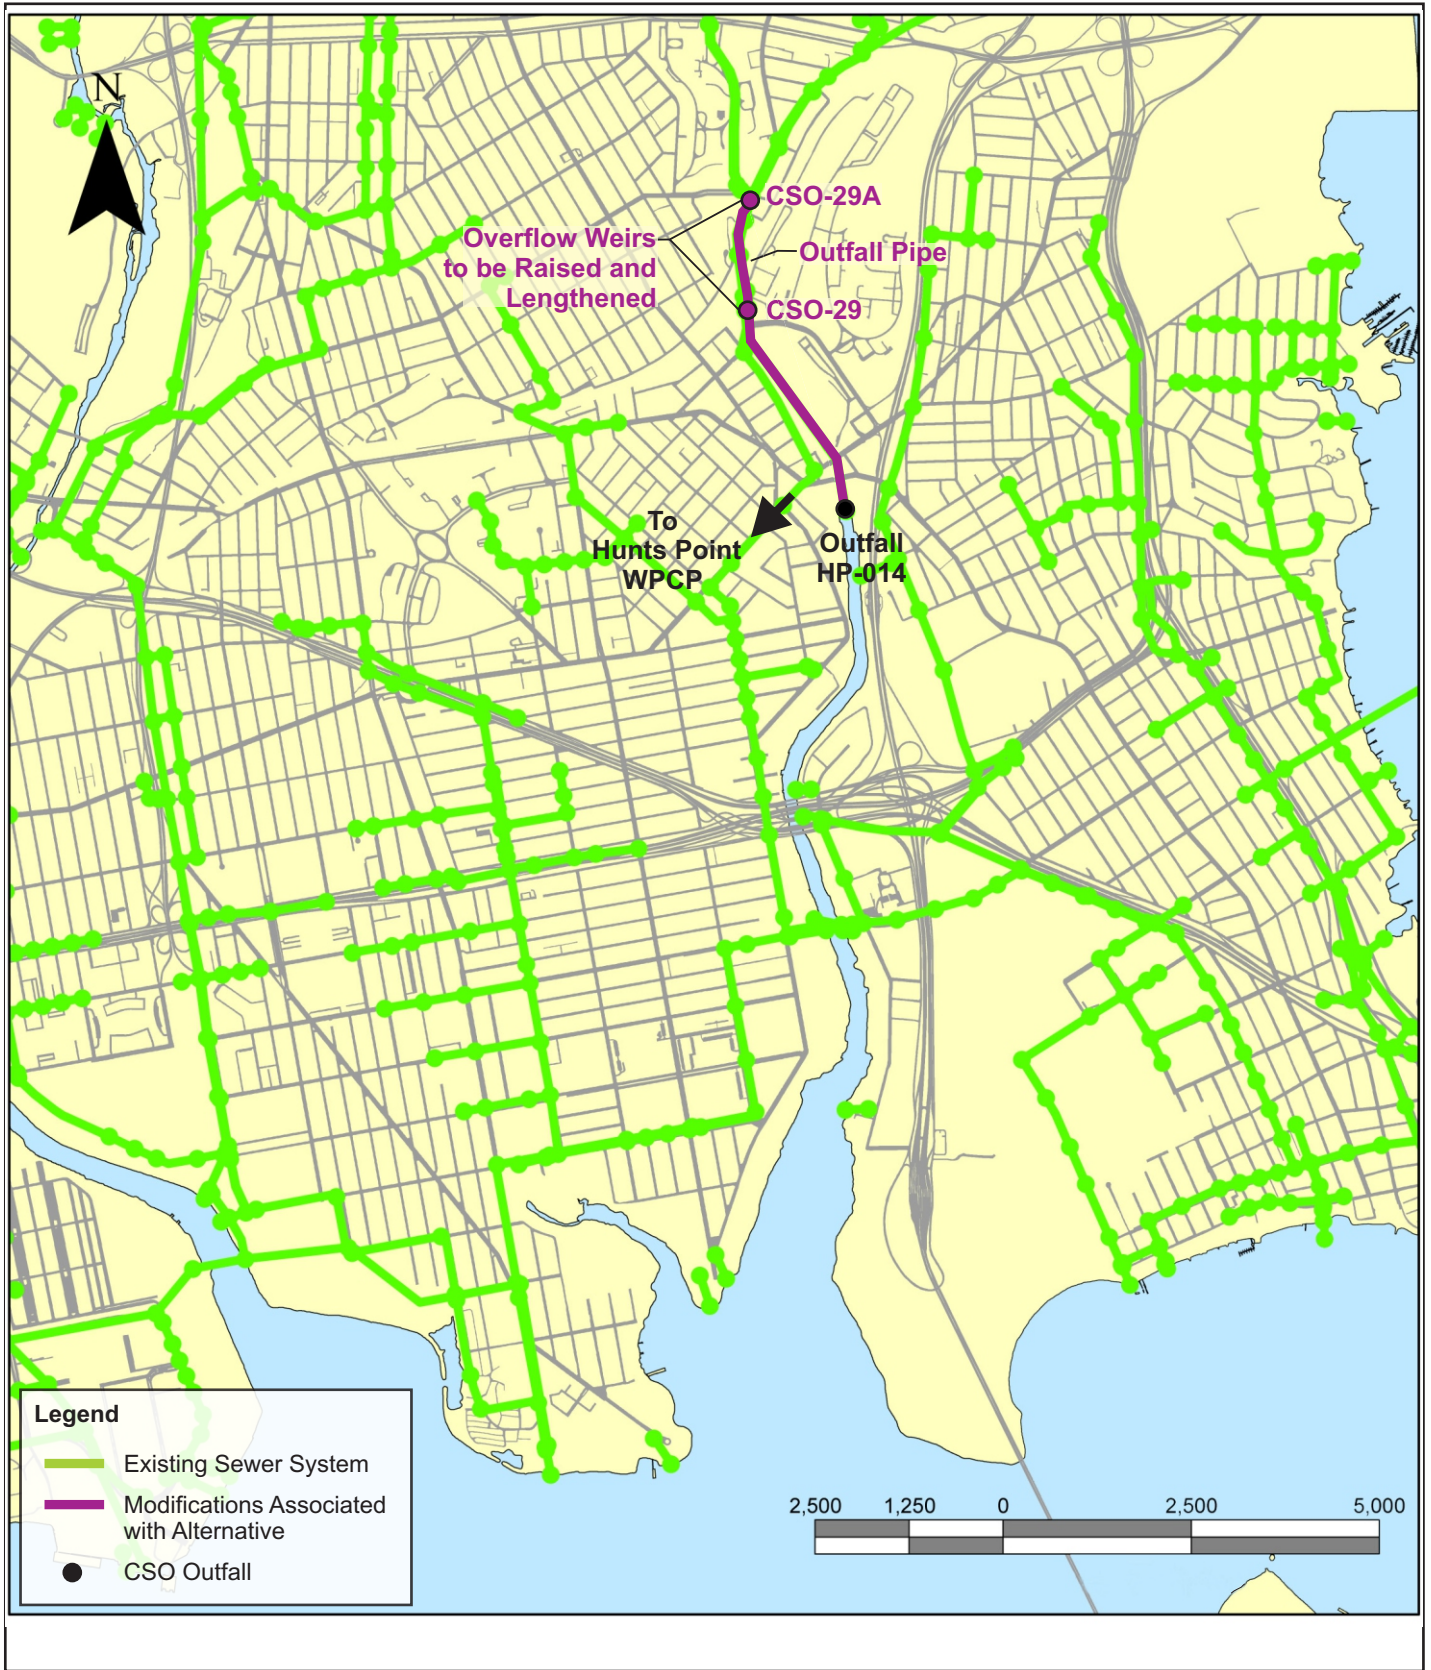 N
CSO-29A
Overflow Weirs
to be Raised and
Lengthened
Outfall Pipe
CSO-29
To
Hunts Point
WPCP
Outfall
HP-014
Legend
Existing Sewer System
Modifications Associated
with Alternative
CSO Outfall
2,500 1,250 0 2,500 5,000